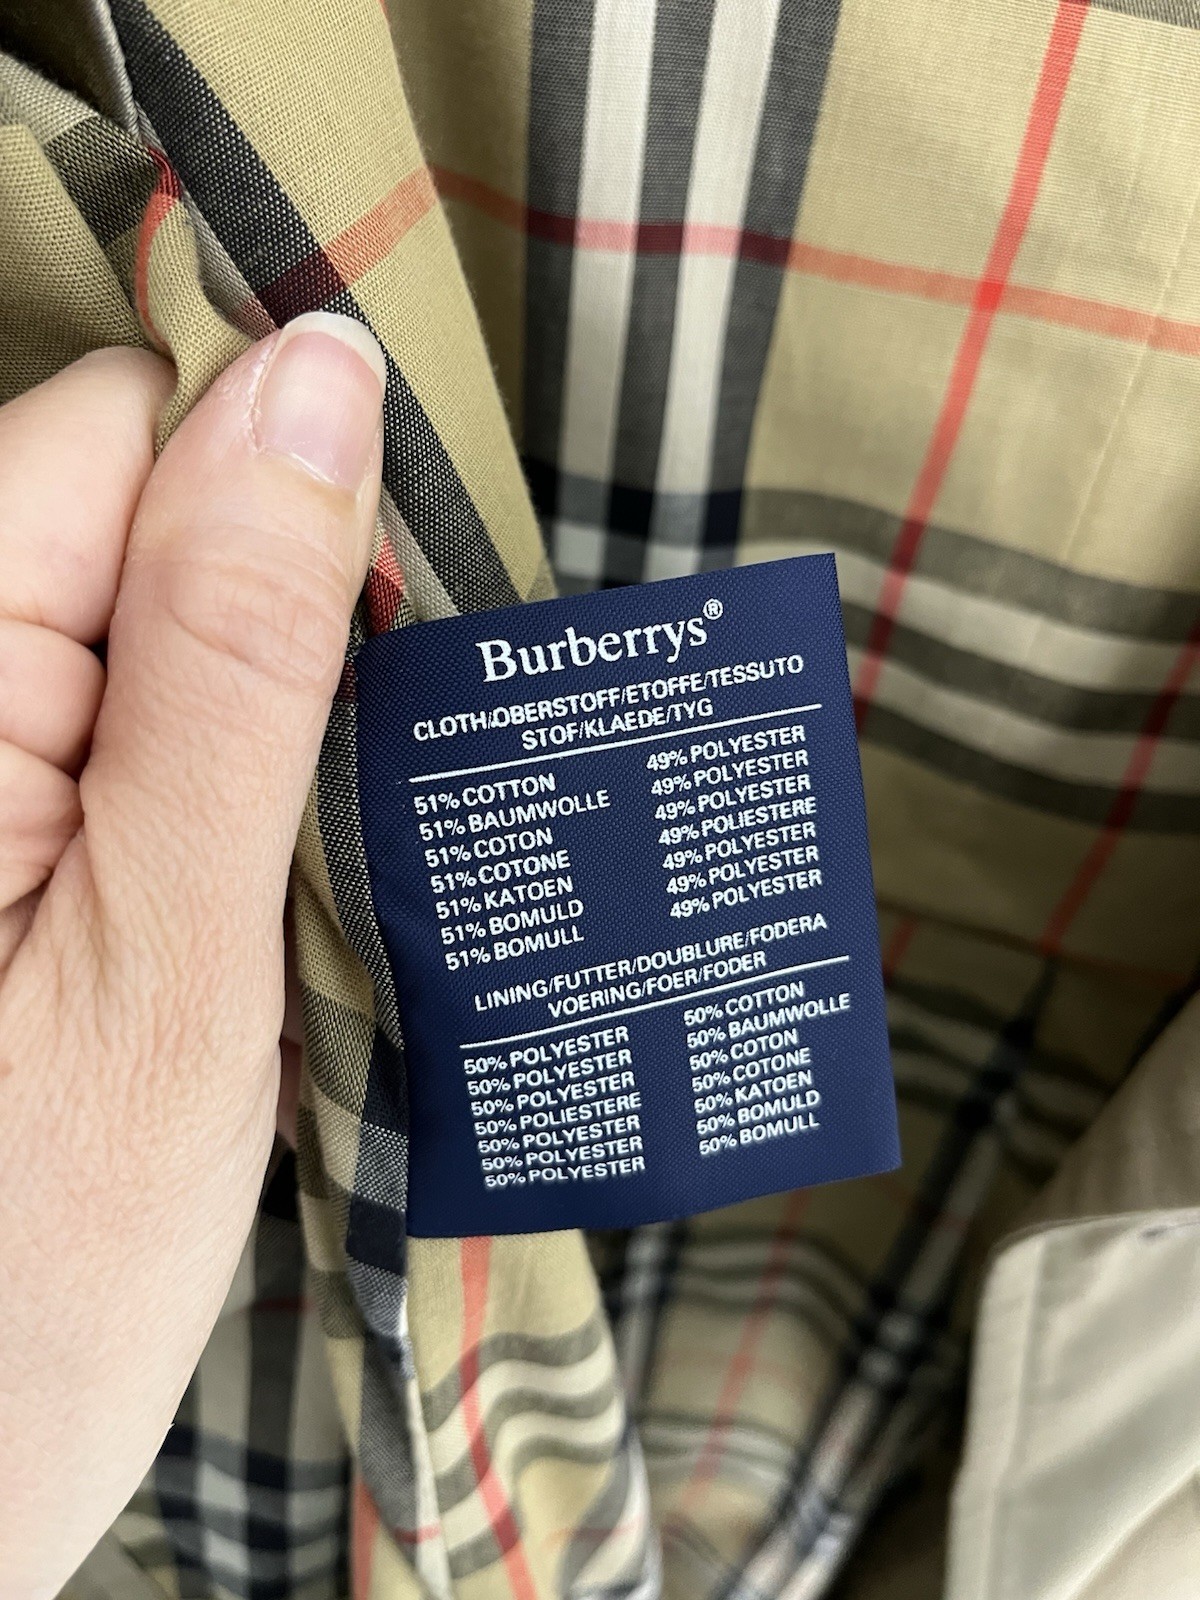 Burberrys®
CLOTH/OBERSTOFF/ETOFFE/TESSUTO
STOF/KLAEDE/TYG
51% COTTON 49% POLYESTER
51% BAUMWOLLE 49% POLYESTER
51% COTON 49% POLYESTER
51% COTONE 49% POLIESTERE
51% KATOEN 49% POLYESTER
51% BOMULD 49% POLYESTER
51% BOMULL 49% POLYESTER
LINING/FUTTER/DOUBLURE/FODERA
VOERING/FOER/FODER
50% POLYESTER 50% COTTON
50% POLYESTER 50% BAUMWOLLE
50% POLYESTER 50% COTON
50% POLIESTERE 50% COTONE
50% POLYESTER 50% KATOEN
50% POLYESTER 50% BOMULD
50% POLYESTER 50% BOMULL